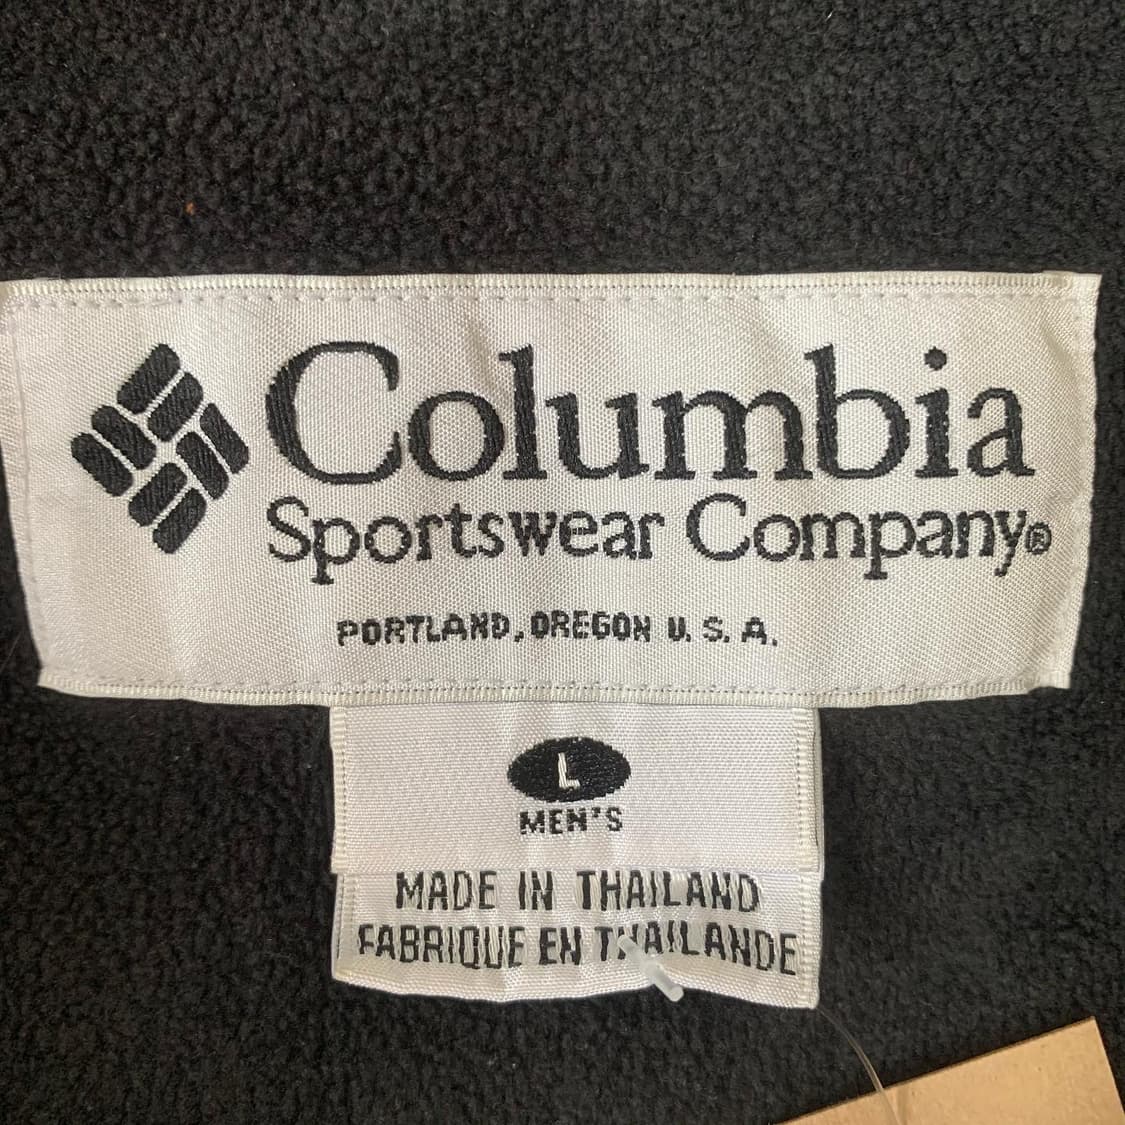 Columbia
Sportswear Company®
PORTLAND, OREGON U.S.A.
L
MEN'S
MADE IN THAILAND
FABRIQUE EN THAILANDE